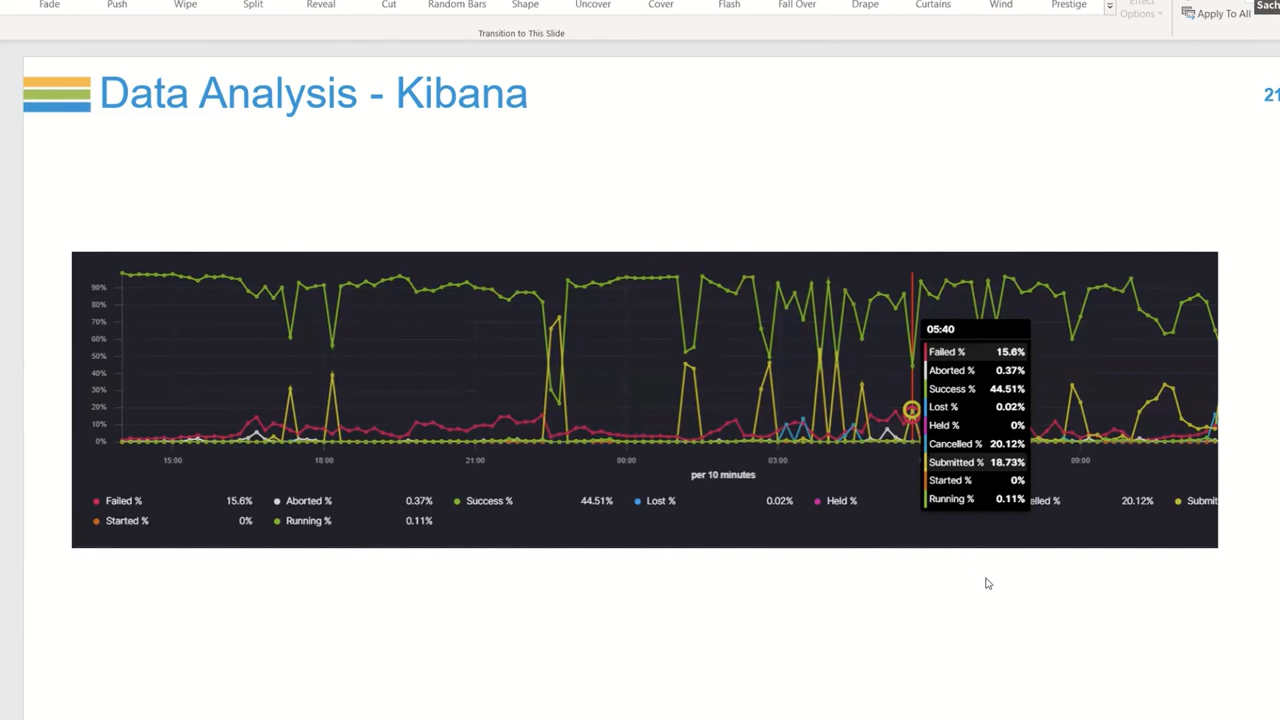 Fade Push Wipe Split Reveal Cut Random Bars Shape Uncover Cover Flash Fall Over Drape Curtains Wind Prestige Effect Options Apply To All Sach
Transition to This Slide
Data Analysis - Kibana
21
90%
80%
70%
60%
50%
40%
30%
20%
10%
0%
15:00 18:00 21:00 00:00 03:00 09:00
per 10 minutes
05:40
Failed % 15.6%
Aborted % 0.37%
Success % 44.51%
Lost % 0.02%
Held % 0%
Cancelled % 20.12%
Submitted % 18.73%
Started % 0%
Running % 0.11%
Failed % 15.6% Aborted % 0.37% Success % 44.51% Lost % 0.02% Held % elled % 20.12% Submit
Started % 0% Running % 0.11%